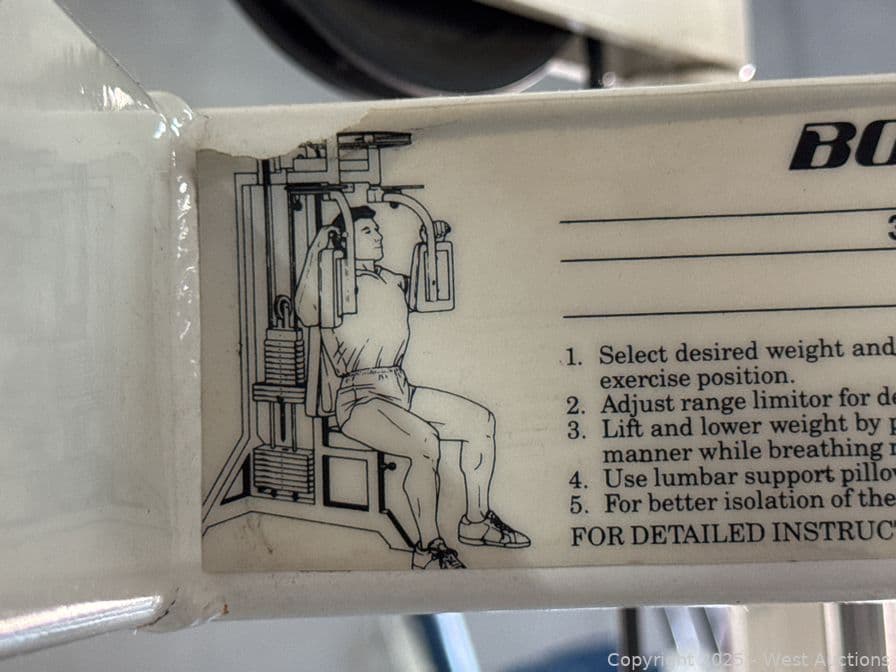 BO
1. Select desired weight and
exercise position.
2. Adjust range limitor for de
3. Lift and lower weight by p
manner while breathing n
4. Use lumbar support pillow
5. For better isolation of the
FOR DETAILED INSTRUCT
Copyright 2025 - West Auctions